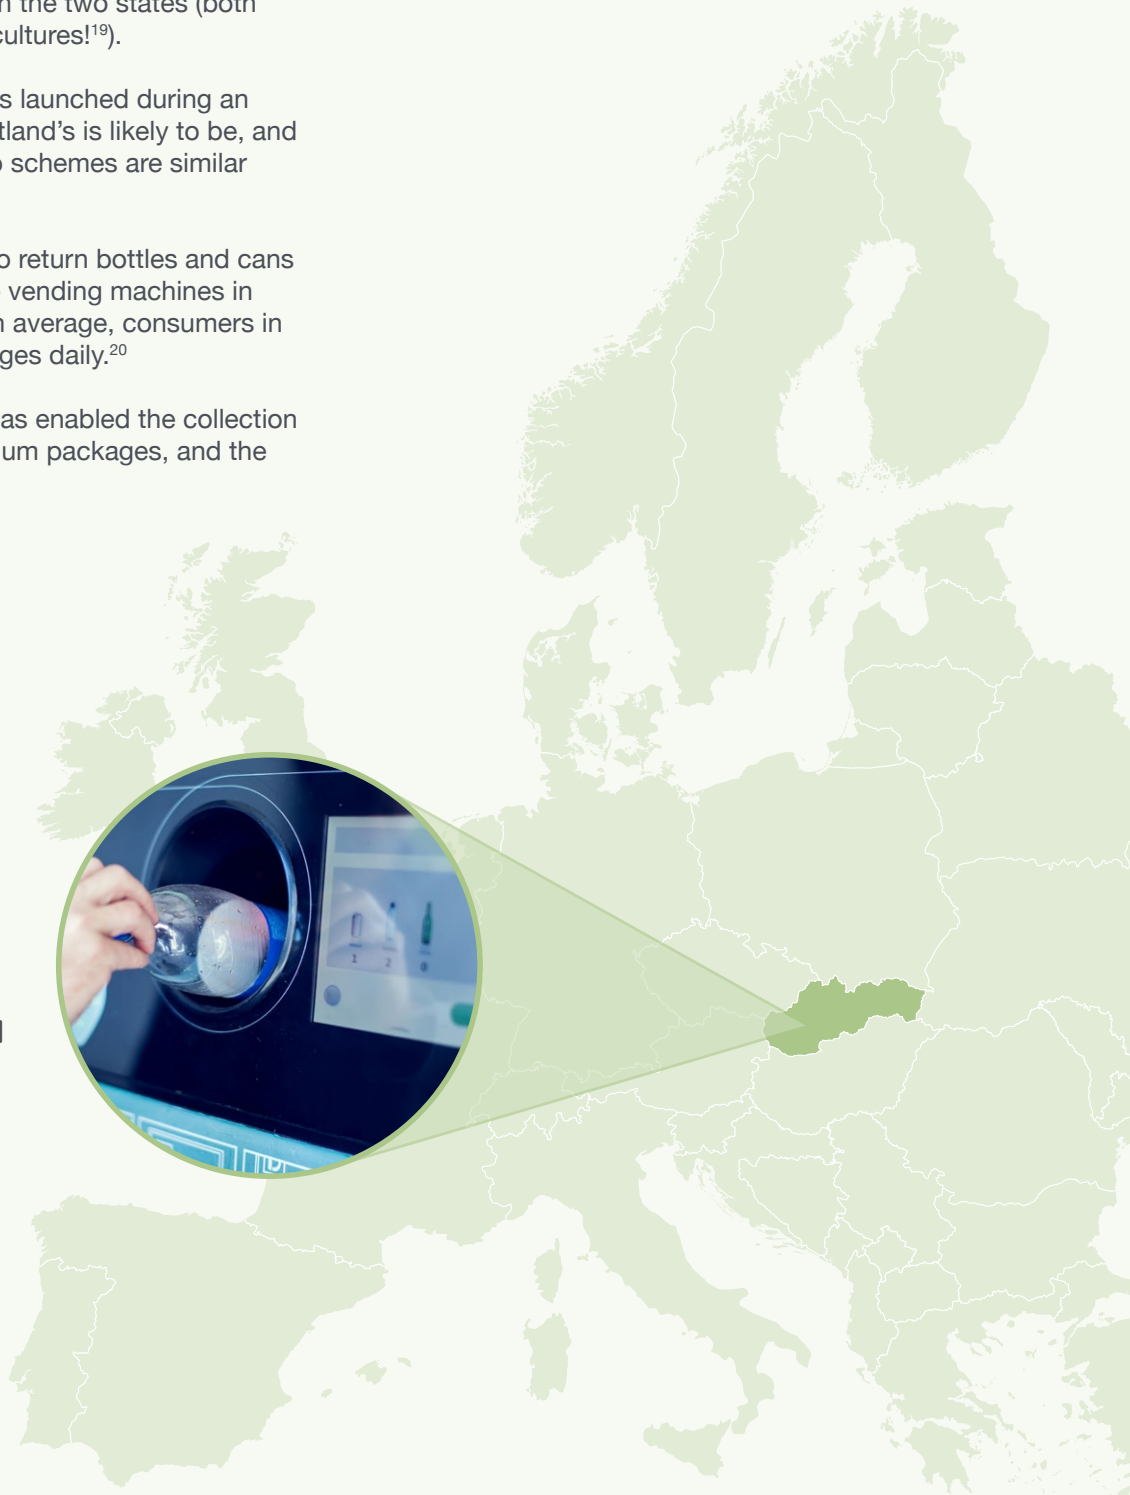 n the two states (both
cultures!¹⁹).
s launched during an
tland's is likely to be, and
schemes are similar
o return bottles and cans
vending machines in
n average, consumers in
ges daily.²⁰
as enabled the collection
um packages, and the
1
2